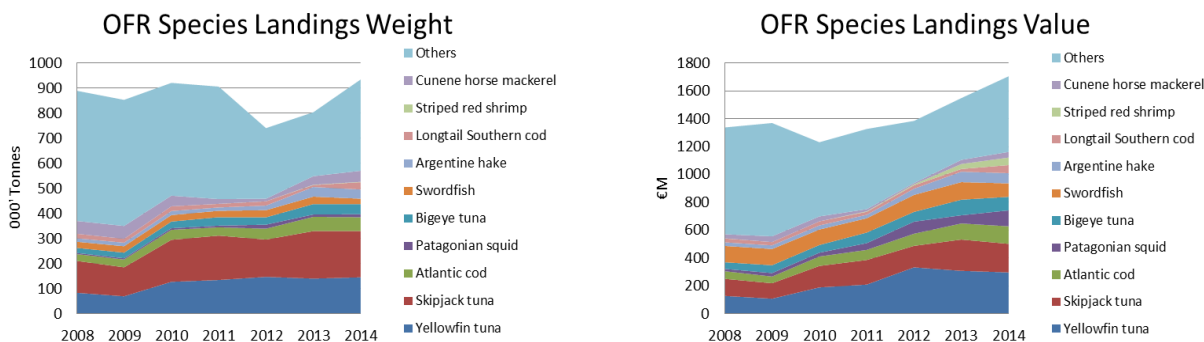 OFR Species Landings Weight
000' Tonnes
1000
900
800
700
600
500
400
300
200
100
0
2008 2009 2010 2011 2012 2013 2014
Others
Cunene horse mackerel
Striped red shrimp
Longtail Southern cod
Argentine hake
Swordfish
Bigeye tuna
Patagonian squid
Atlantic cod
Skipjack tuna
Yellowfin tuna
OFR Species Landings Value
€M
1800
1600
1400
1200
1000
800
600
400
200
0
2008 2009 2010 2011 2012 2013 2014
Others
Cunene horse mackerel
Striped red shrimp
Longtail Southern cod
Argentine hake
Swordfish
Bigeye tuna
Patagonian squid
Atlantic cod
Skipjack tuna
Yellowfin tuna